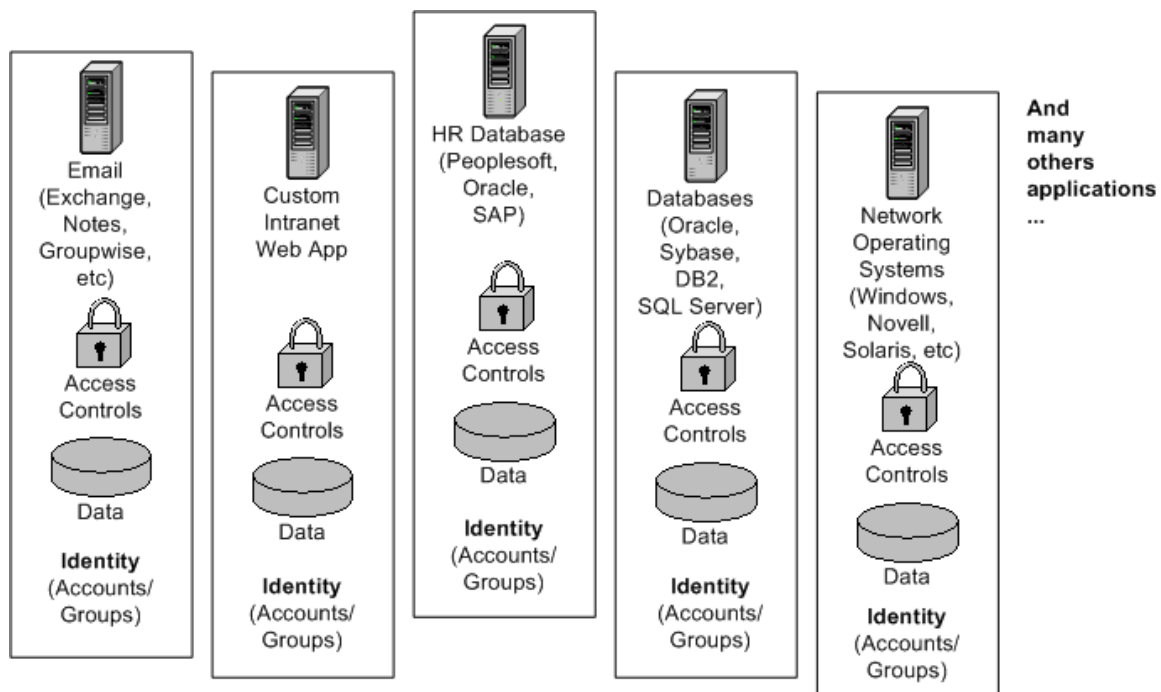 Email
(Exchange,
Notes,
Groupwise,
etc)
Access
Controls
Data
Identity
(Accounts/
Groups)
Custom
Intranet
Web App
Access
Controls
Data
Identity
(Accounts/
Groups)
HR Database
(Peoplesoft,
Oracle,
SAP)
Access
Controls
Data
Identity
(Accounts/
Groups)
Databases
(Oracle,
Sybase,
DB2,
SQL Server)
Access
Controls
Data
Identity
(Accounts/
Groups)
Network
Operating
Systems
(Windows,
Novell,
Solaris, etc)
Access
Controls
Data
Identity
(Accounts/
Groups)
And
many
others
applications
...